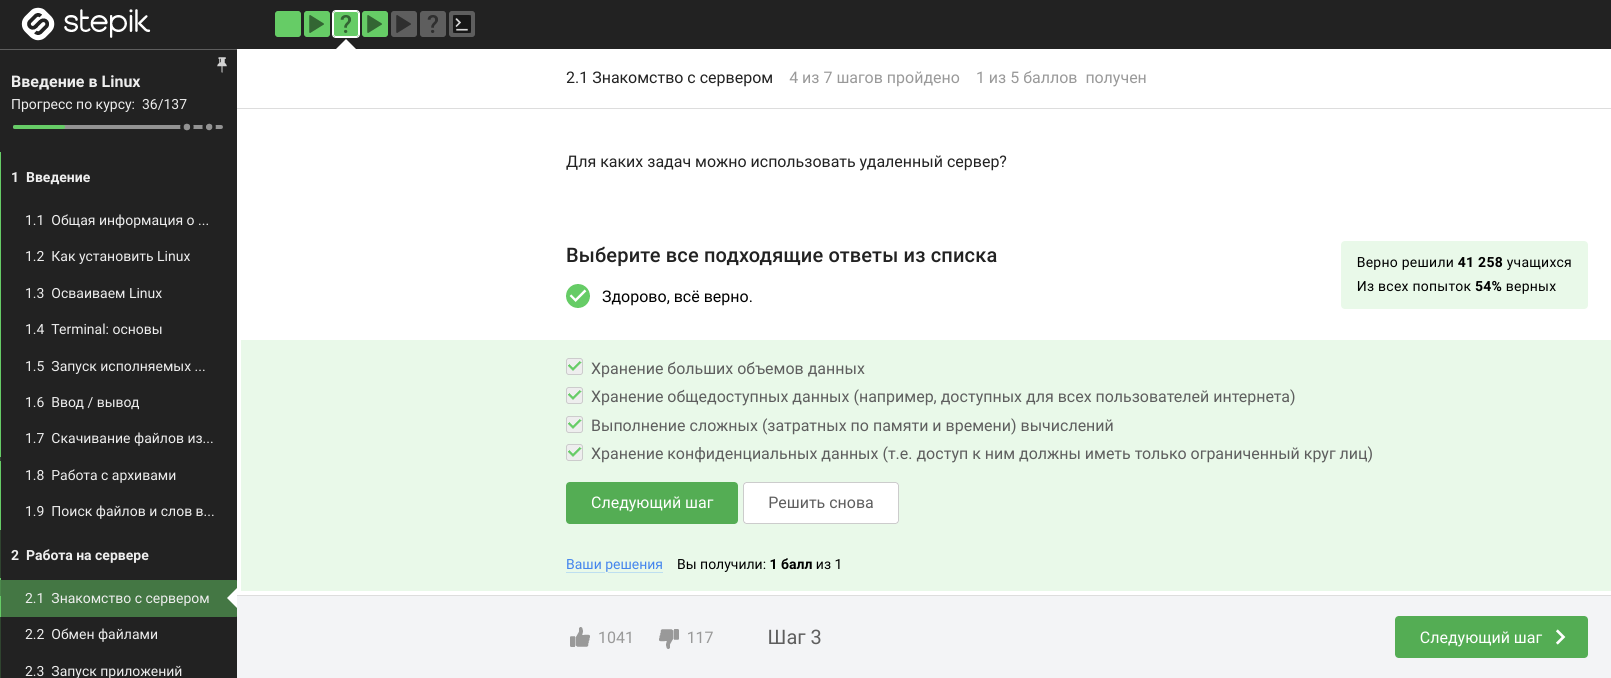 stepik
Введение в Linux
Прогресс по курсу: 36/137
1 Введение
1.1 Общая информация о ...
1.2 Как установить Linux
1.3 Осваиваем Linux
1.4 Terminal: основы
1.5 Запуск исполняемых ...
1.6 Ввод / вывод
1.7 Скачивание файлов из...
1.8 Работа с архивами
1.9 Поиск файлов и слов в...
2 Работа на сервере
2.1 Знакомство с сервером
2.2 Обмен файлами
2.3 Запуск приложений
2.1 Знакомство с сервером 4 из 7 шагов пройдено 1 из 5 баллов получен
Для каких задач можно использовать удаленный сервер?
Выберите все подходящие ответы из списка
Здорово, всё верно.
Верно решили 41 258 учащихся
Из всех попыток 54% верных
Хранение больших объемов данных
Хранение общедоступных данных (например, доступных для всех пользователей интернета)
Выполнение сложных (затратных по памяти и времени) вычислений
Хранение конфиденциальных данных (т.е. доступ к ним должны иметь только ограниченный круг лиц)
Следующий шаг Решить снова
Ваши решения Вы получили: 1 балл из 1
1041 117 Шаг 3 Следующий шаг